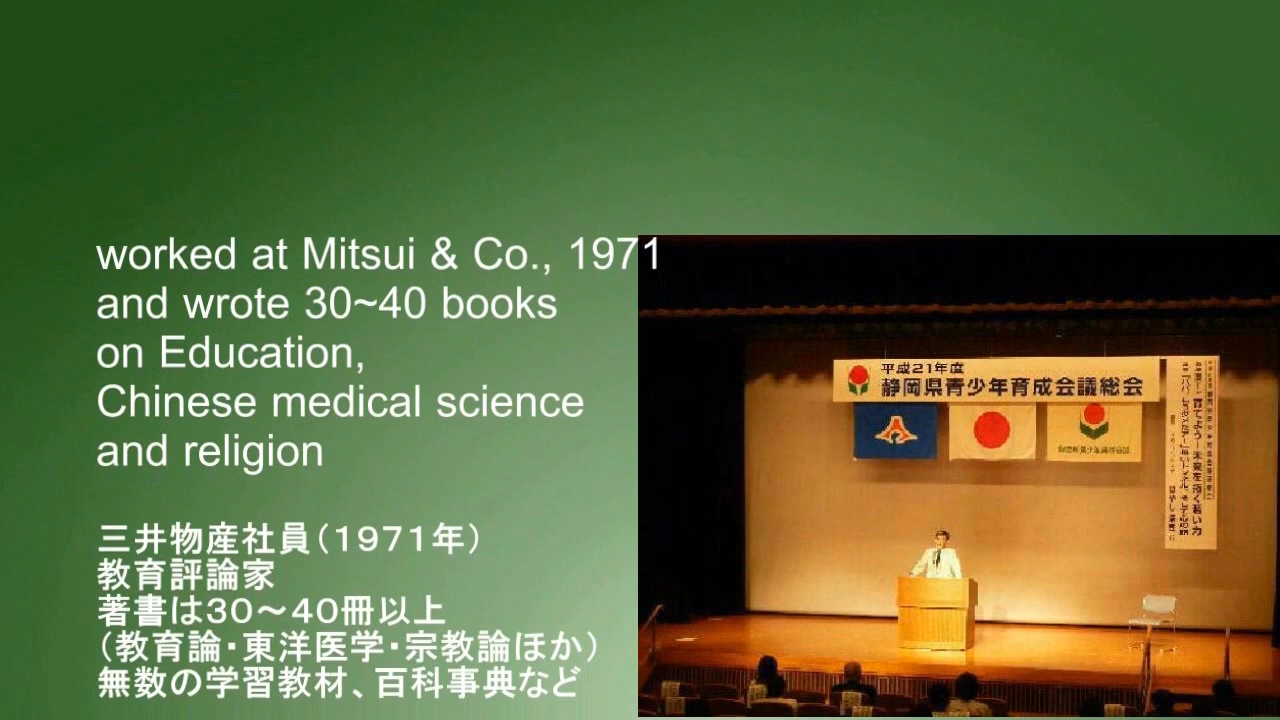 worked at Mitsui & Co., 1971
and wrote 30~40 books
on Education,
Chinese medical science
and religion
三井物産社員（1971年）
教育評論家
著書は30〜40冊以上
（教育論・東洋医学・宗教論ほか）
無数の学習教材、百科事典など
平成21年度
静岡県青少年育成会議総会